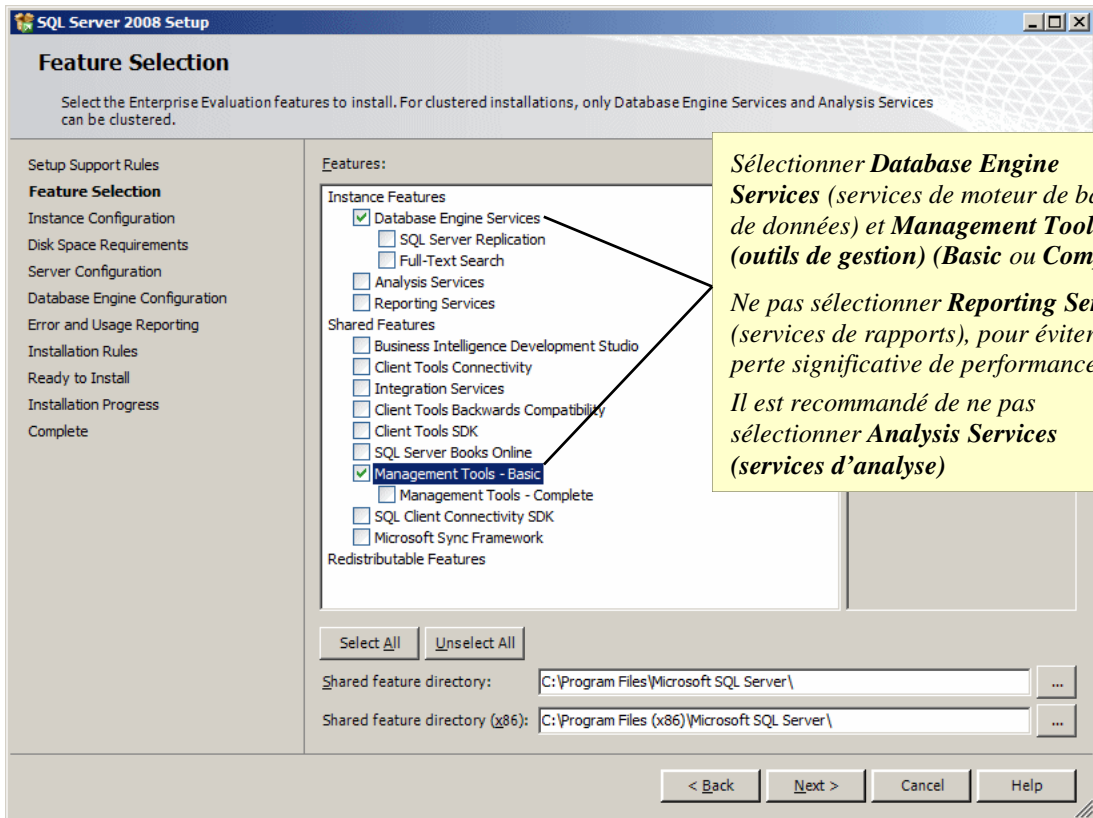 SQL Server 2008 Setup
Feature Selection
Select the Enterprise Evaluation features to install. For clustered installations, only Database Engine Services and Analysis Services
can be clustered.
Setup Support Rules
Feature Selection
Instance Configuration
Disk Space Requirements
Server Configuration
Database Engine Configuration
Error and Usage Reporting
Installation Rules
Ready to Install
Installation Progress
Complete
Features:
Instance Features
Database Engine Services
SQL Server Replication
Full-Text Search
Analysis Services
Reporting Services
Shared Features
Business Intelligence Development Studio
Client Tools Connectivity
Integration Services
Client Tools Backwards Compatibility
Client Tools SDK
SQL Server Books Online
Management Tools - Basic
Management Tools - Complete
SQL Client Connectivity SDK
Microsoft Sync Framework
Redistributable Features
Sélectionner Database Engine
Services (services de moteur de
de données) et Management
(outils de gestion) (Basic ou
Ne pas sélectionner Reporting
(services de rapports), pour éviter
perte significative de performance
Il est recommandé de ne pas
sélectionner Analysis Services
(services d'analyse)
Select All
Unselect All
Shared feature directory:
C:\Program Files\Microsoft SQL Server\
...
Shared feature directory (x86):
C:\Program Files (x86)\Microsoft SQL Server\
...
< Back
Next >
Cancel
Help